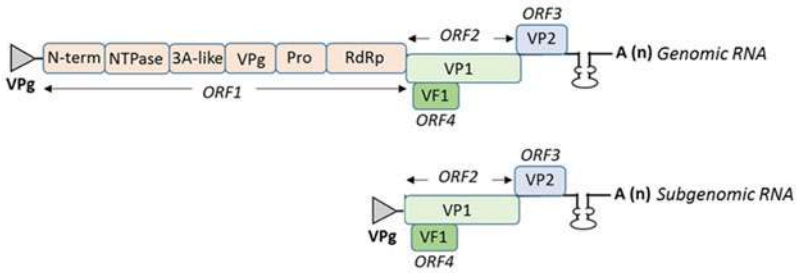 ORF3
ORF2 VP2
N-term NTPase 3A-like VPg Pro RdRp VP1 A (n) Genomic RNA
VPg ORF1 VF1
ORF4
ORF3
ORF2 VP2
VP1 A (n) Subgenomic RNA
VPg VF1
ORF4